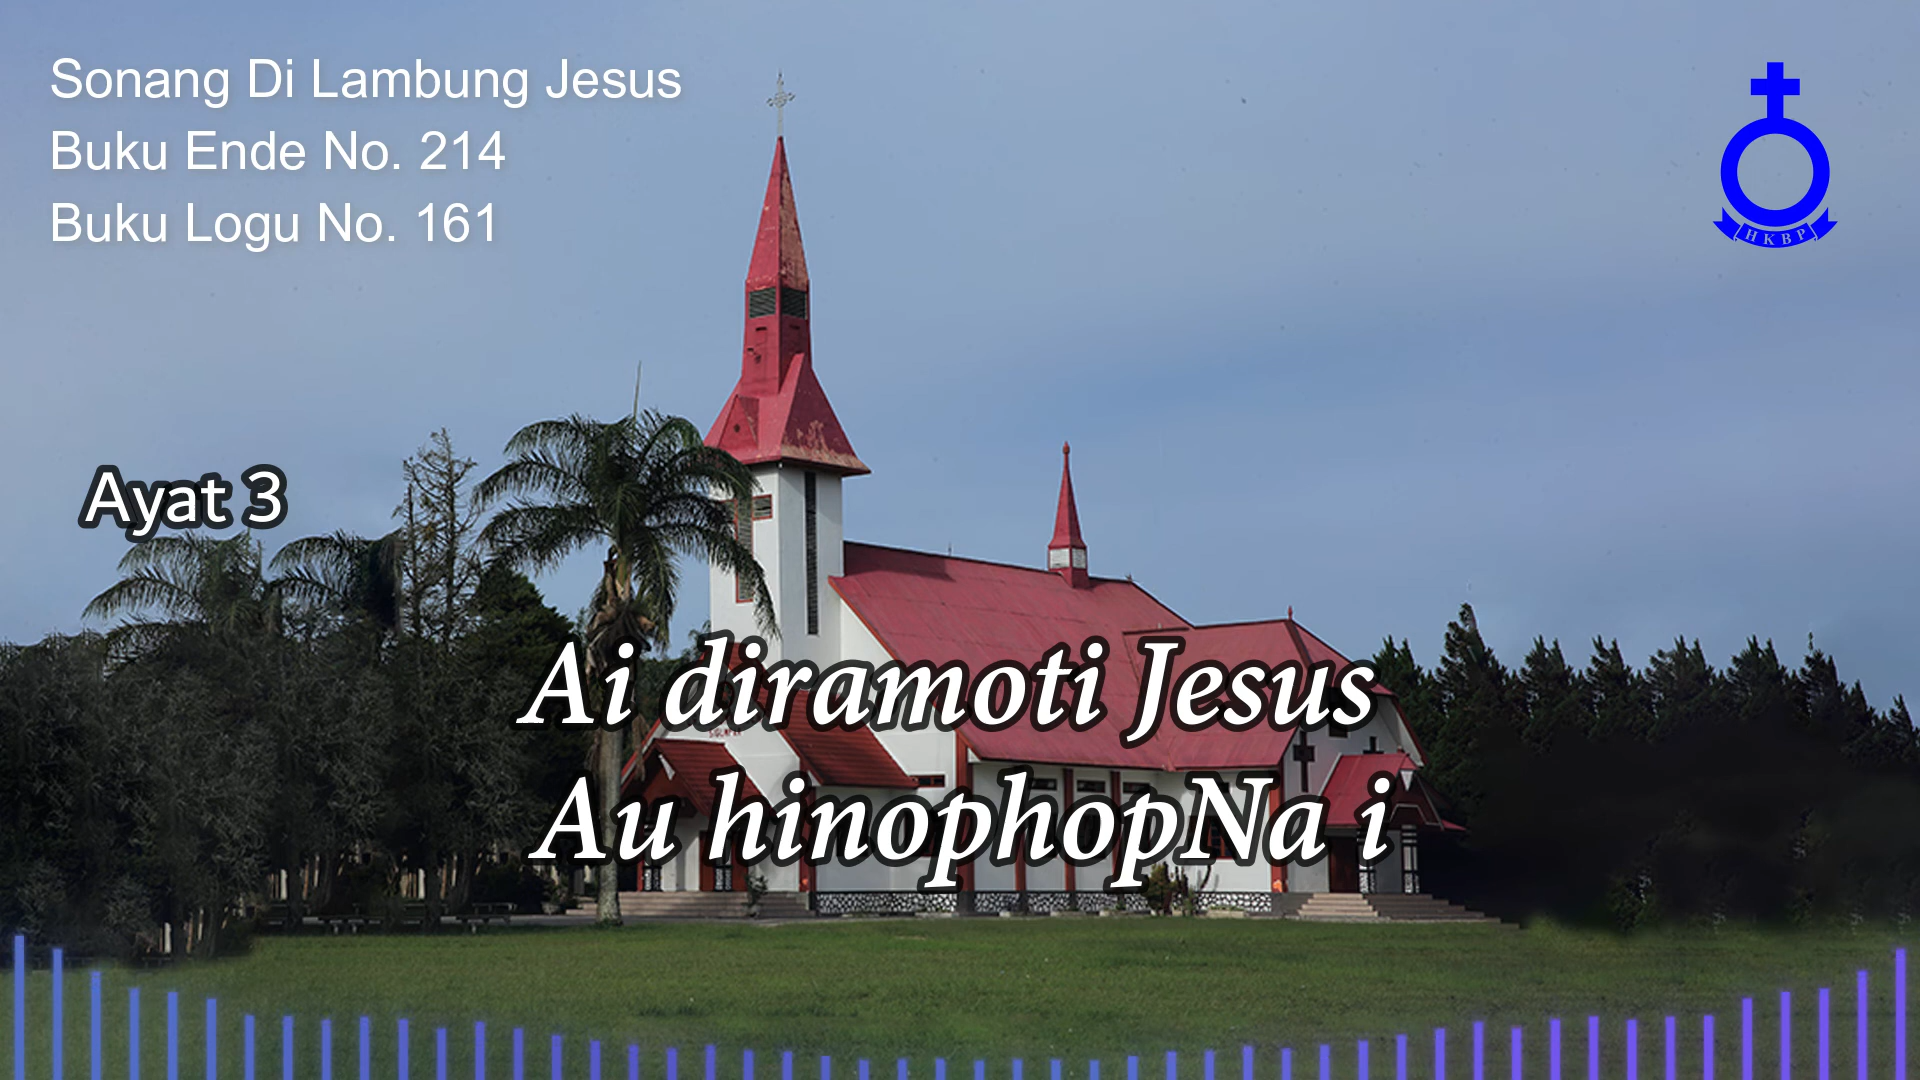 Sonang Di Lambung Jesus
Buku Ende No. 214
Buku Logu No. 161
HKBP
Ayat 3
Ai diramoti Jesus
Au hinophopNa i